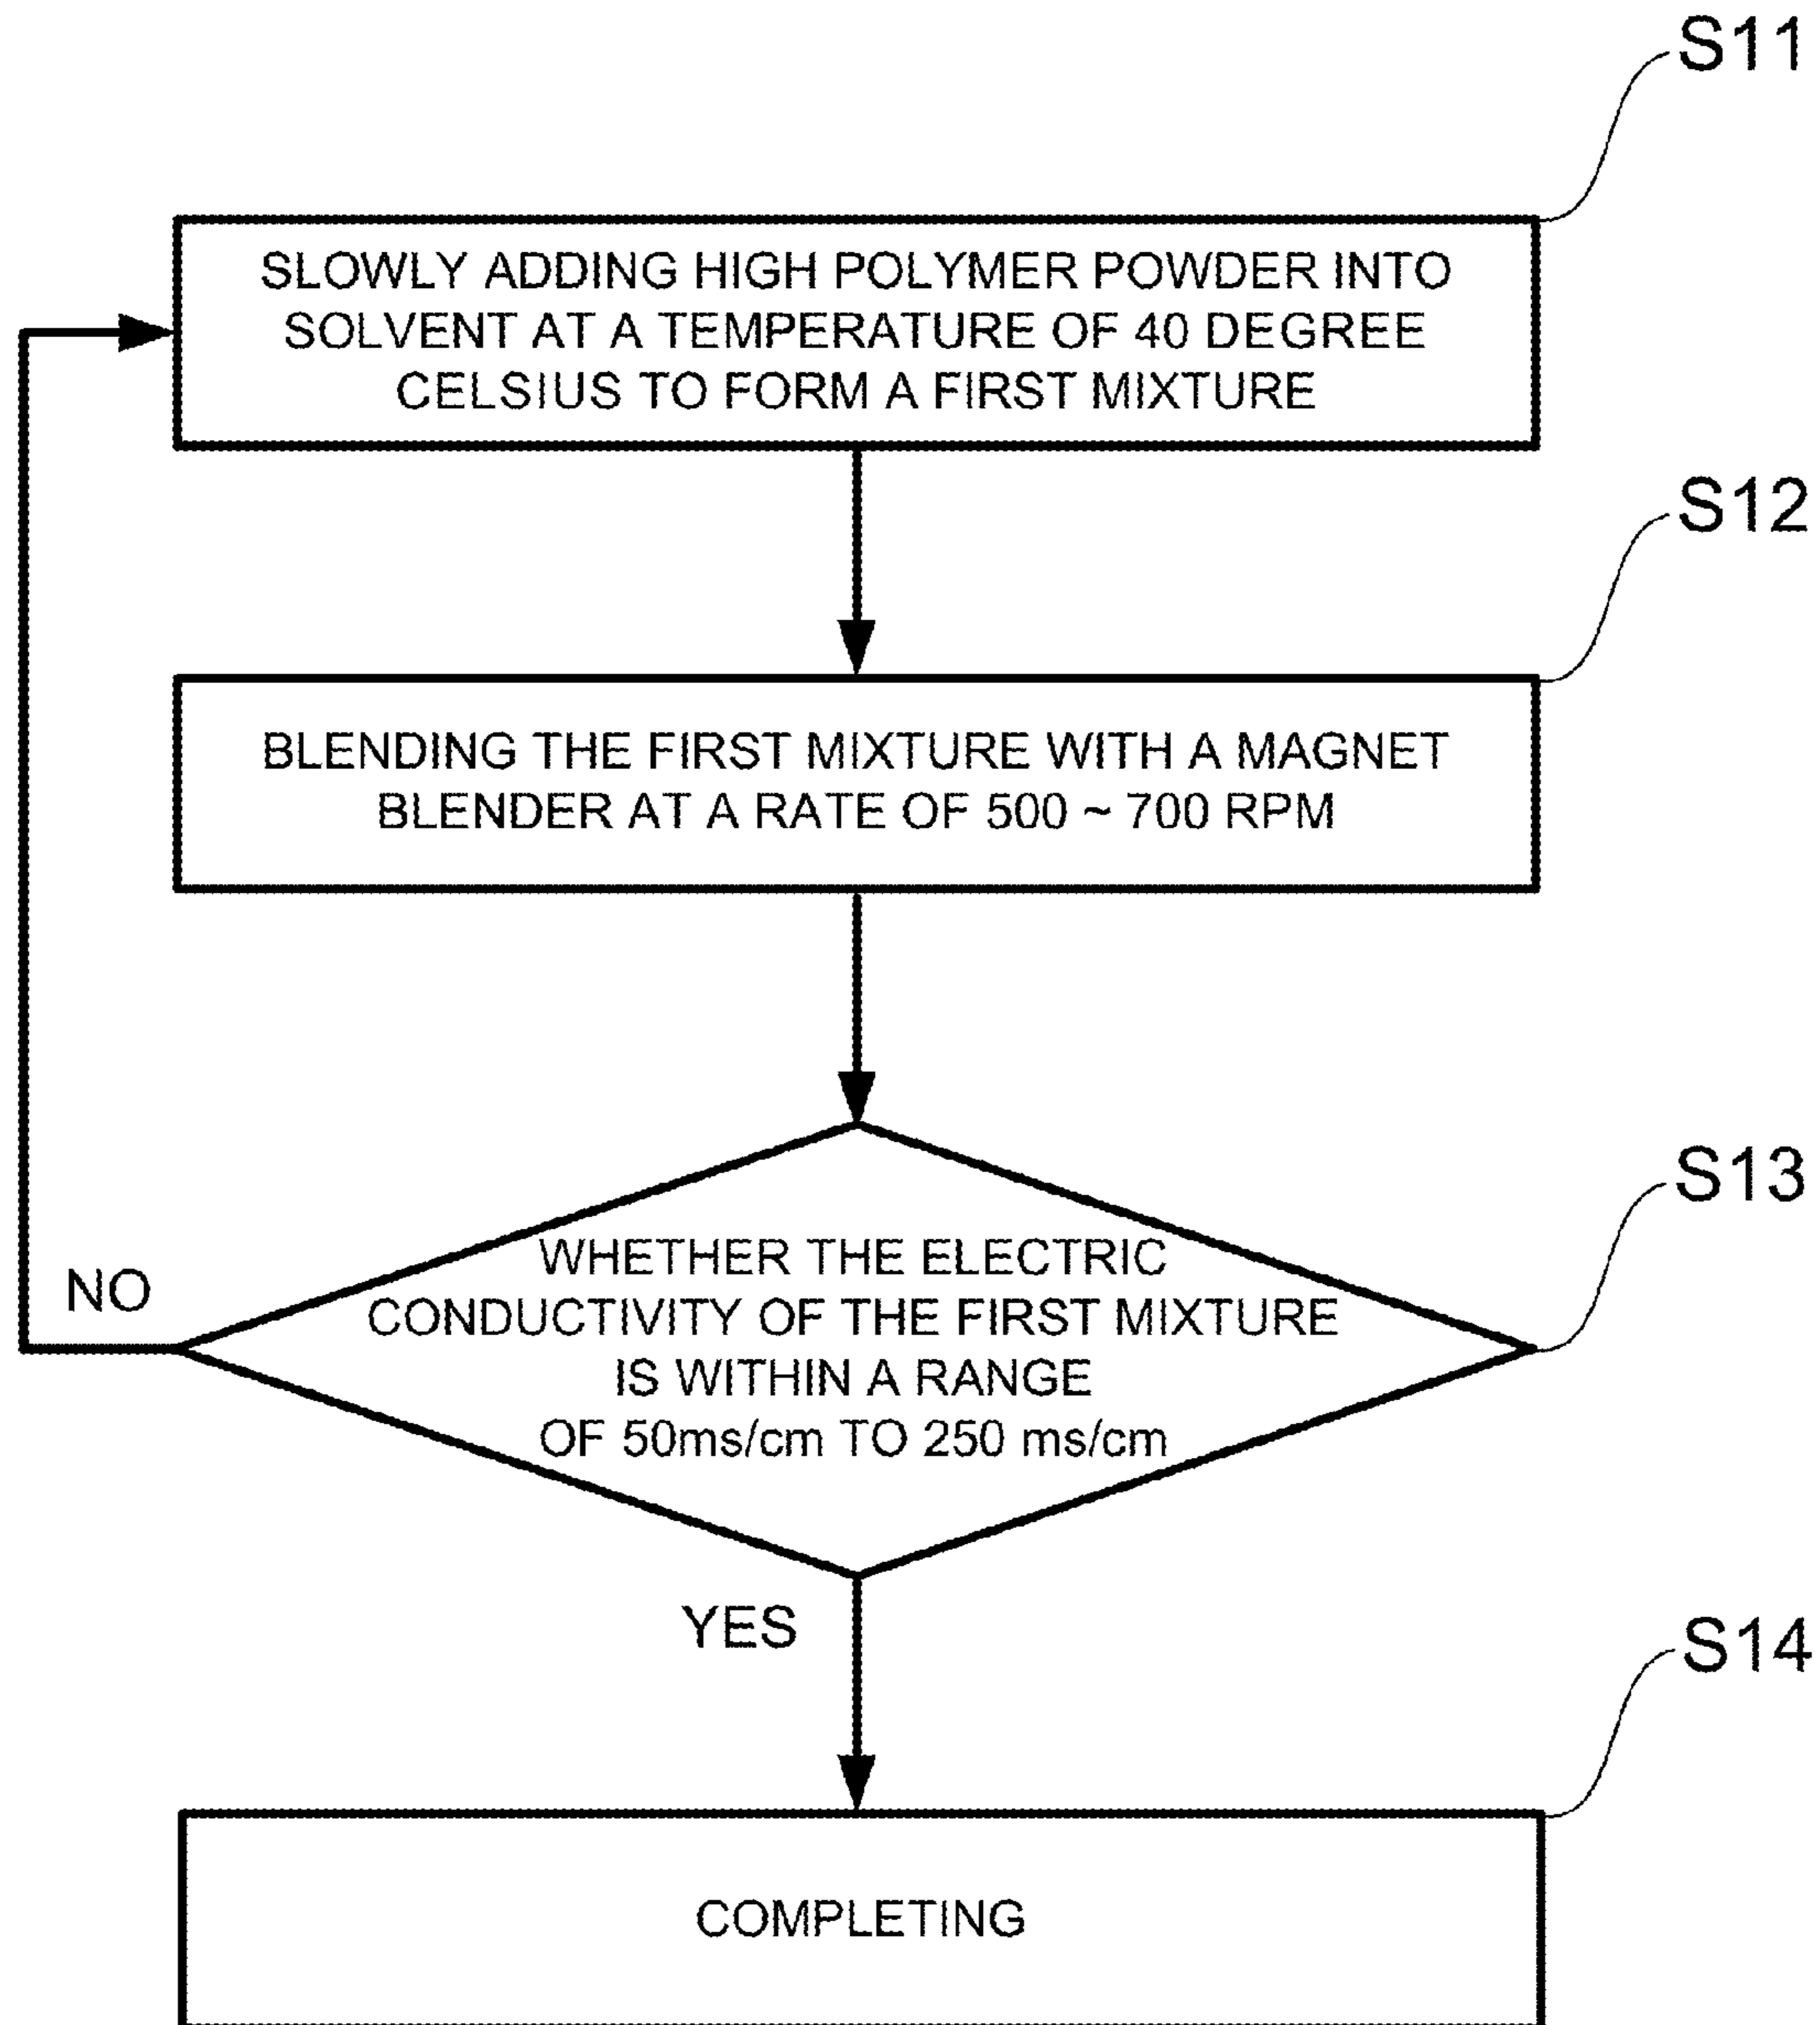 S11
SLOWLY ADDING HIGH POLYMER POWDER INTO
SOLVENT AT A TEMPERATURE OF 40 DEGREE
CELSIUS TO FORM A FIRST MIXTURE
S12
BLENDING THE FIRST MIXTURE WITH A MAGNET
BLENDER AT A RATE OF 500 ~ 700 RPM
S13
WHETHER THE ELECTRIC
CONDUCTIVITY OF THE FIRST MIXTURE
IS WITHIN A RANGE
OF 50ms/cm TO 250 ms/cm
NO
YES
S14
COMPLETING